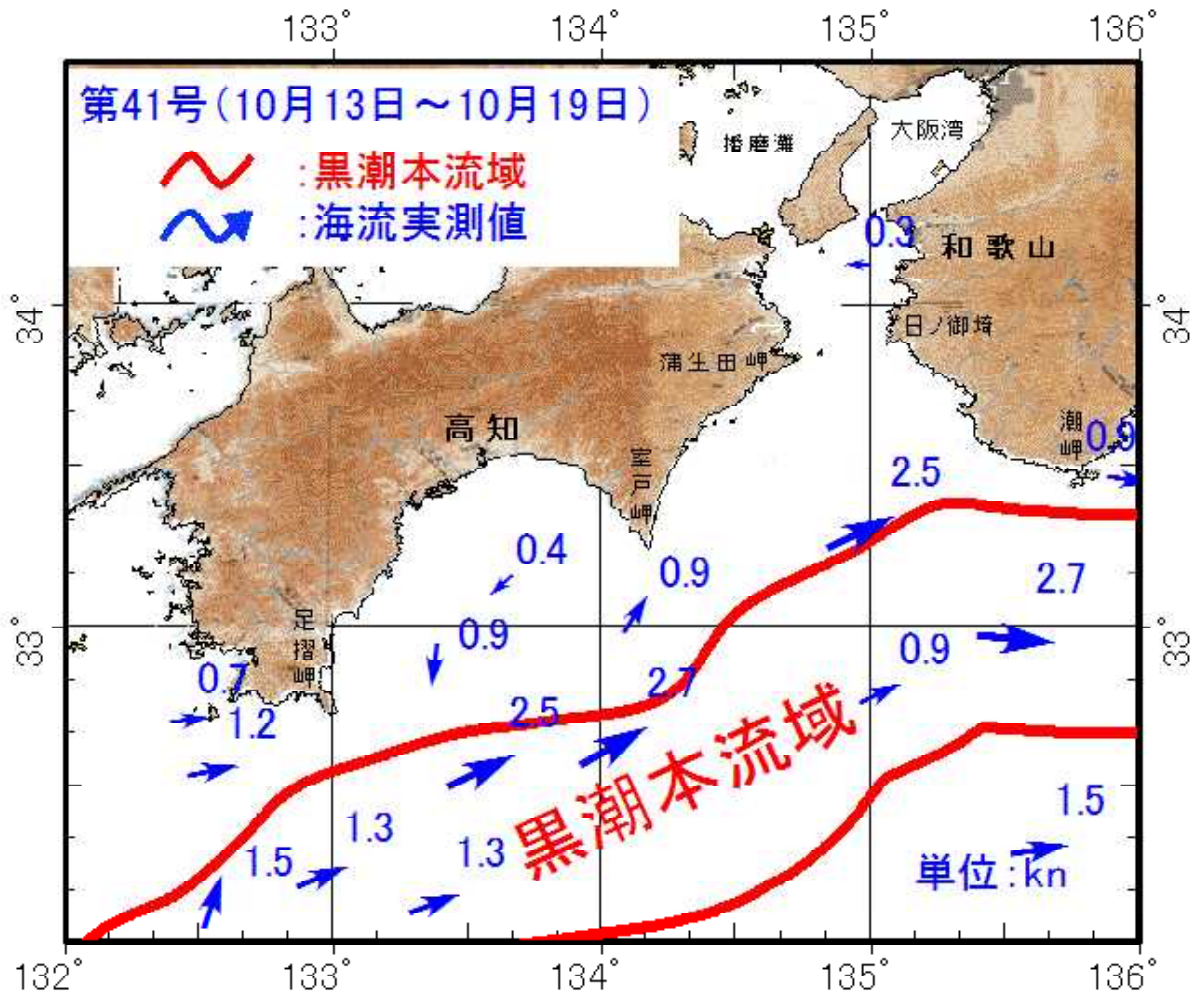 133° 134° 135° 136°
第41号(10月13日～10月19日)
:黒潮本流域
:海流実測値
播磨灘
大阪湾
0.3
和歌山
34°
34°
日ノ御埼
蒲生田岬
高知
室戸岬
潮岬
0.9
2.5
0.4
0.9
2.7
33°
33°
足摺岬
0.9
0.9
0.7
2.7
1.2
2.5
黒潮本流域
1.5
1.3
1.3
1.5
単位:kn
132° 133° 134° 135° 136°